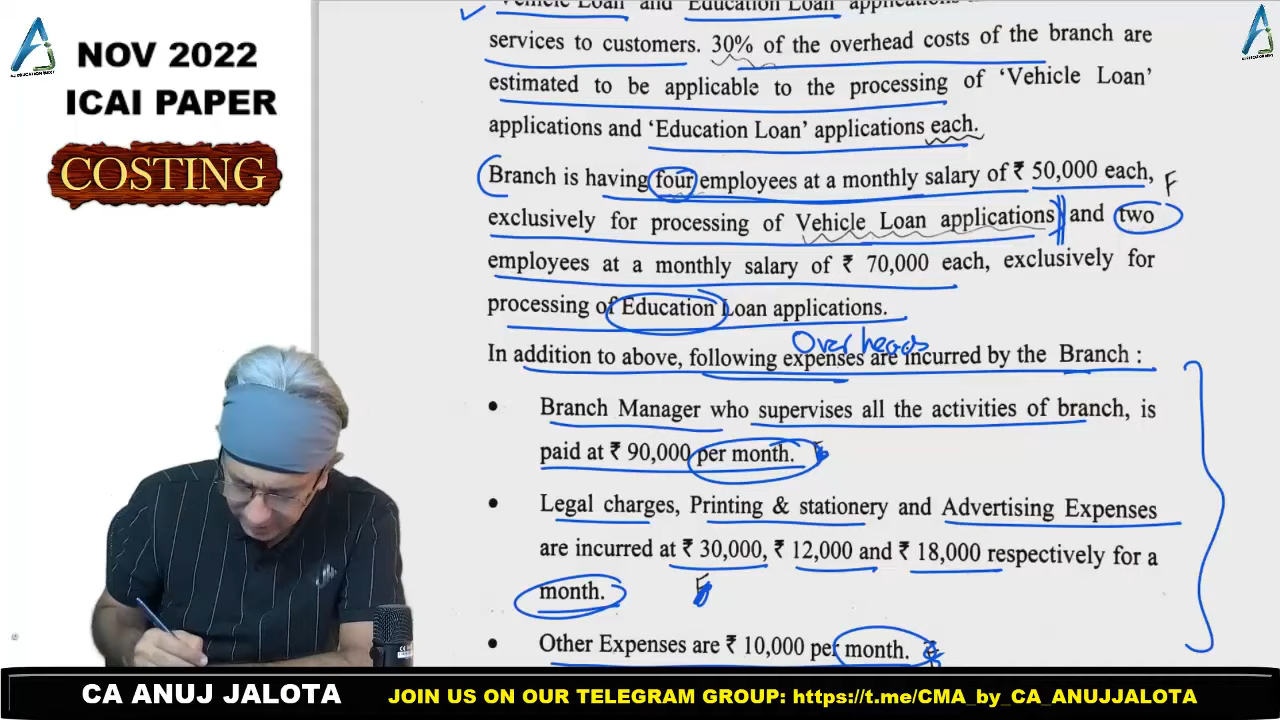 NOV 2022
ICAI PAPER
COSTING
Vehicle Loan and Education Loan applications
services to customers. 30% of the overhead costs of the branch are
estimated to be applicable to the processing of ‘Vehicle Loan’
applications and ‘Education Loan’ applications each.
Branch is having four employees at a monthly salary of ₹ 50,000 each,
F
exclusively for processing of Vehicle Loan applications and two
employees at a monthly salary of ₹ 70,000 each, exclusively for
processing of Education Loan applications.
Overheads
In addition to above, following expenses are incurred by the Branch :
• Branch Manager who supervises all the activities of branch, is
paid at ₹ 90,000 per month.
• Legal charges, Printing & stationery and Advertising Expenses
are incurred at ₹ 30,000, ₹ 12,000 and ₹ 18,000 respectively for a
month.
• Other Expenses are ₹ 10,000 per month.
CA ANUJ JALOTA
JOIN US ON OUR TELEGRAM GROUP: https://t.me/CMA_by_CA_ANUJJALOTA